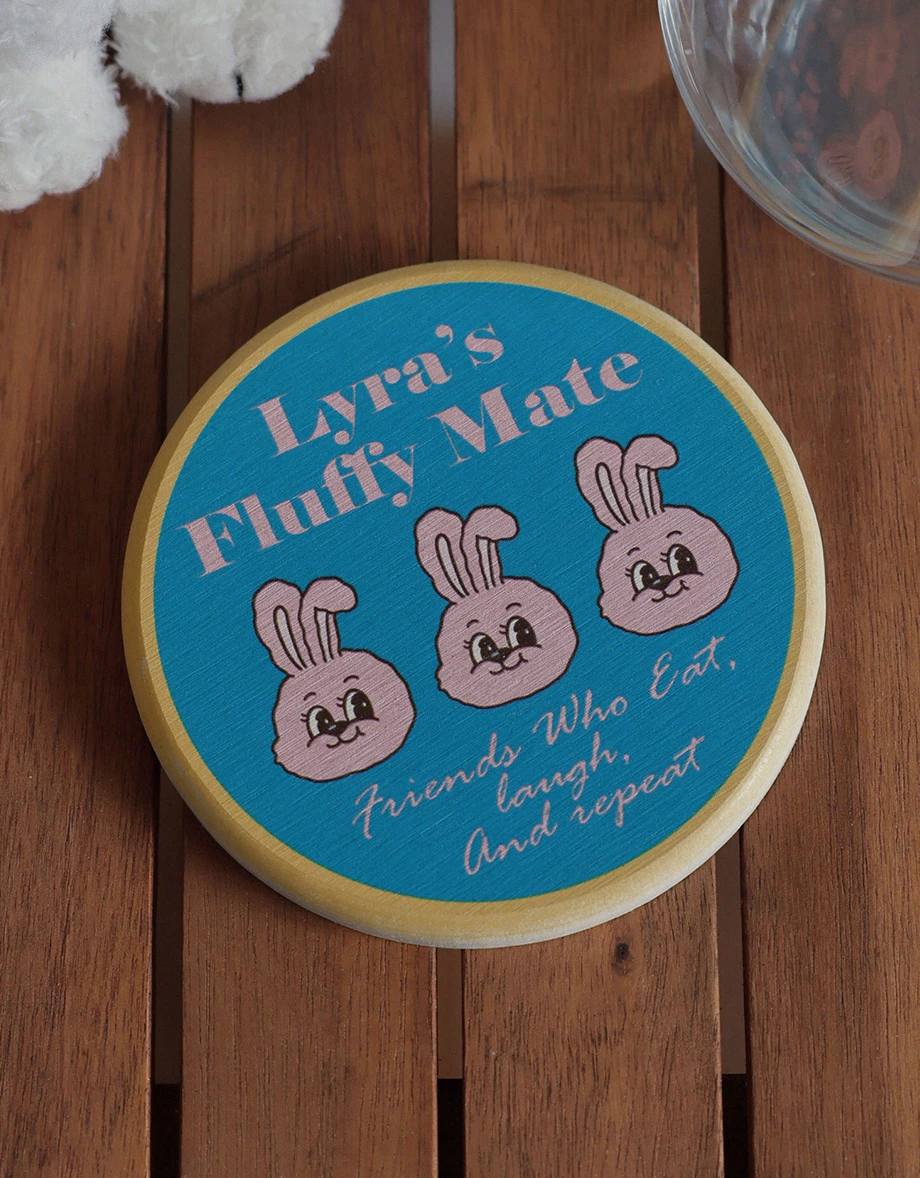 Lyra’s
Fluffy Mate
Friends Who Eat,
laugh,
And repeat